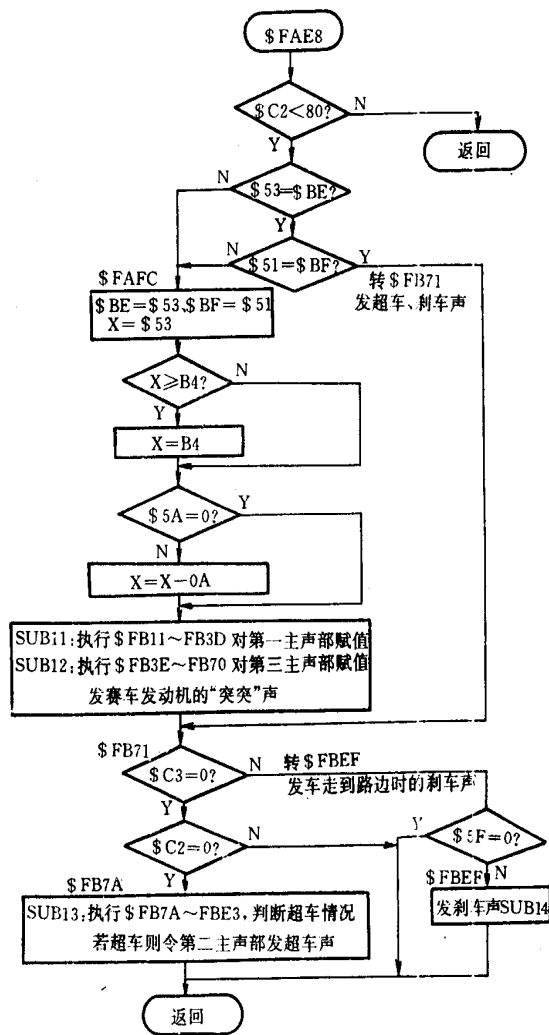 $FAE8
$C2<80?
N
Y
返回
N
$53=$BE?
Y
N
$51=$BF?
Y
$FAFC
转$FB71
发超车、刹车声
$BE=$53、$BF=$51
X=$53
X≥B4?
N
Y
X=B4
$5A=0?
Y
N
X=X-0A
SUB11:执行$FB11~FB3D对第一主声部赋值
SUB12:执行$FB3E~FB70对第三主声部赋值
发赛车发动机的“突突”声
$FB71
$C3=0?
N
转$FBEF
发车走到路边时的刹车声
Y
$C2=0?
N
Y
$5F=0?
Y
$FB7A
$FBEF
N
SUB13:执行$FB7A~FBE3,判断超车情况
若超车则令第二主声部发超车声
发刹车声SUB14
返回